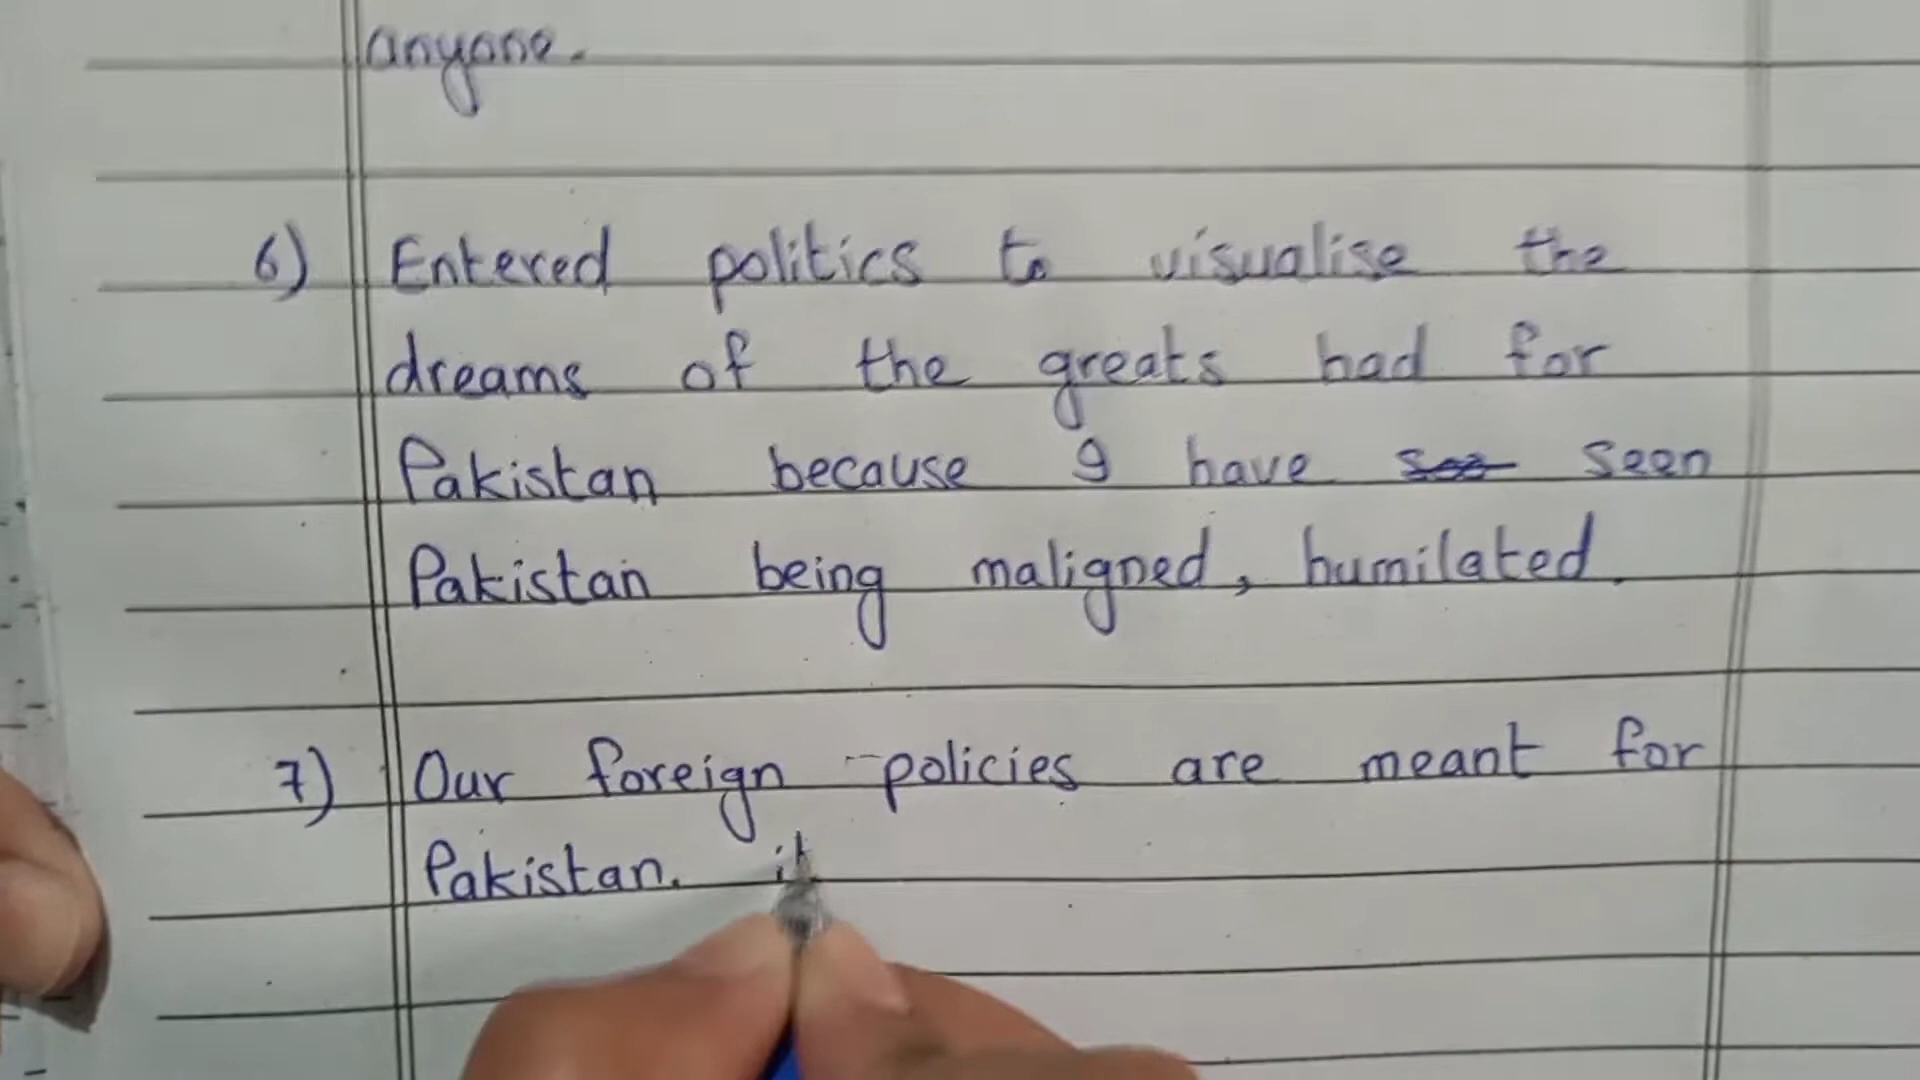 anyone.
6) Entered politics to visualise the
dreams of the greats had for
Pakistan because I have seen
Pakistan being maligned, humilated.
7) Our foreign policies are meant for
Pakistan. it